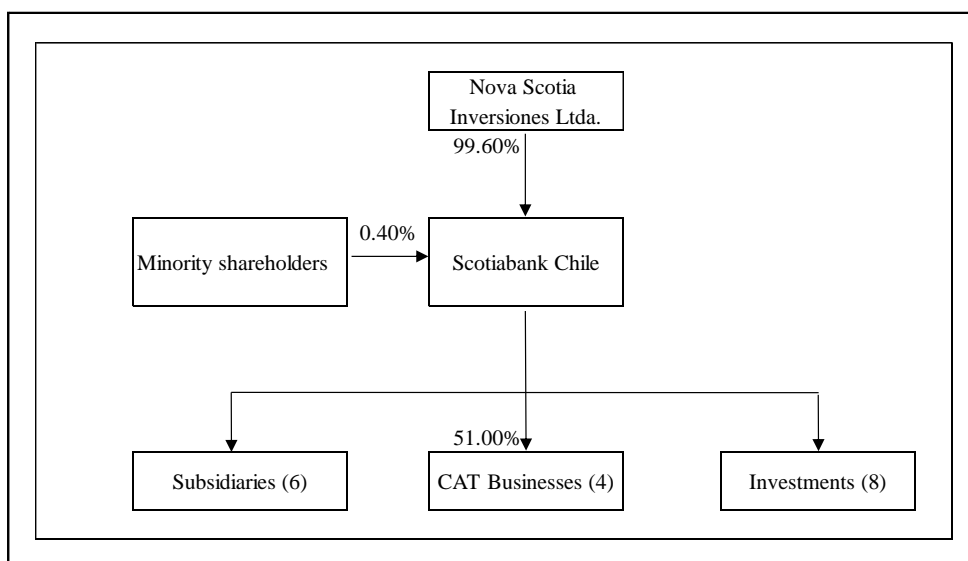 Nova Scotia
Inversiones Ltda.
99.60%
0.40%
Minority shareholders
Scotiabank Chile
51.00%
Subsidiaries (6)
CAT Businesses (4)
Investments (8)